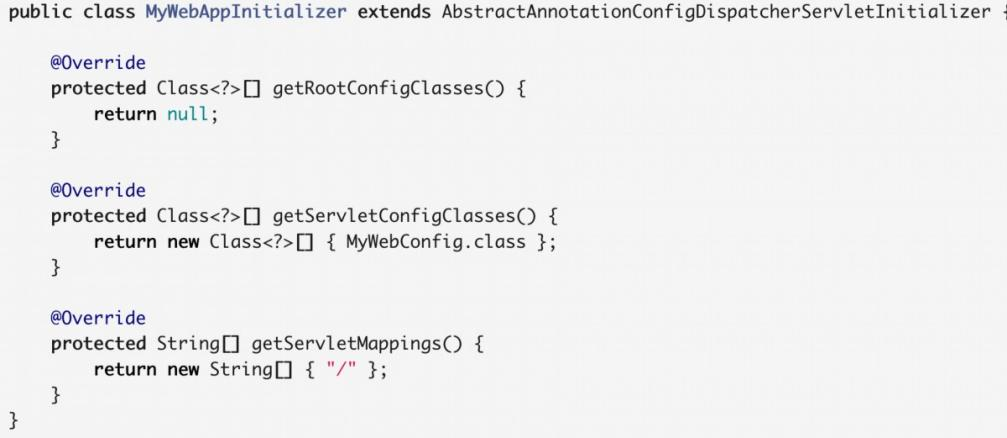 public class MyWebAppInitializer extends AbstractAnnotationConfigDispatcherServletInitializer {
@Override
protected Class<?>[] getRootConfigClasses() {
return null;
}
@Override
protected Class<?>[] getServletConfigClasses() {
return new Class<?>[] { MyWebConfig.class };
}
@Override
protected String[] getServletMappings() {
return new String[] { "/" };
}
}